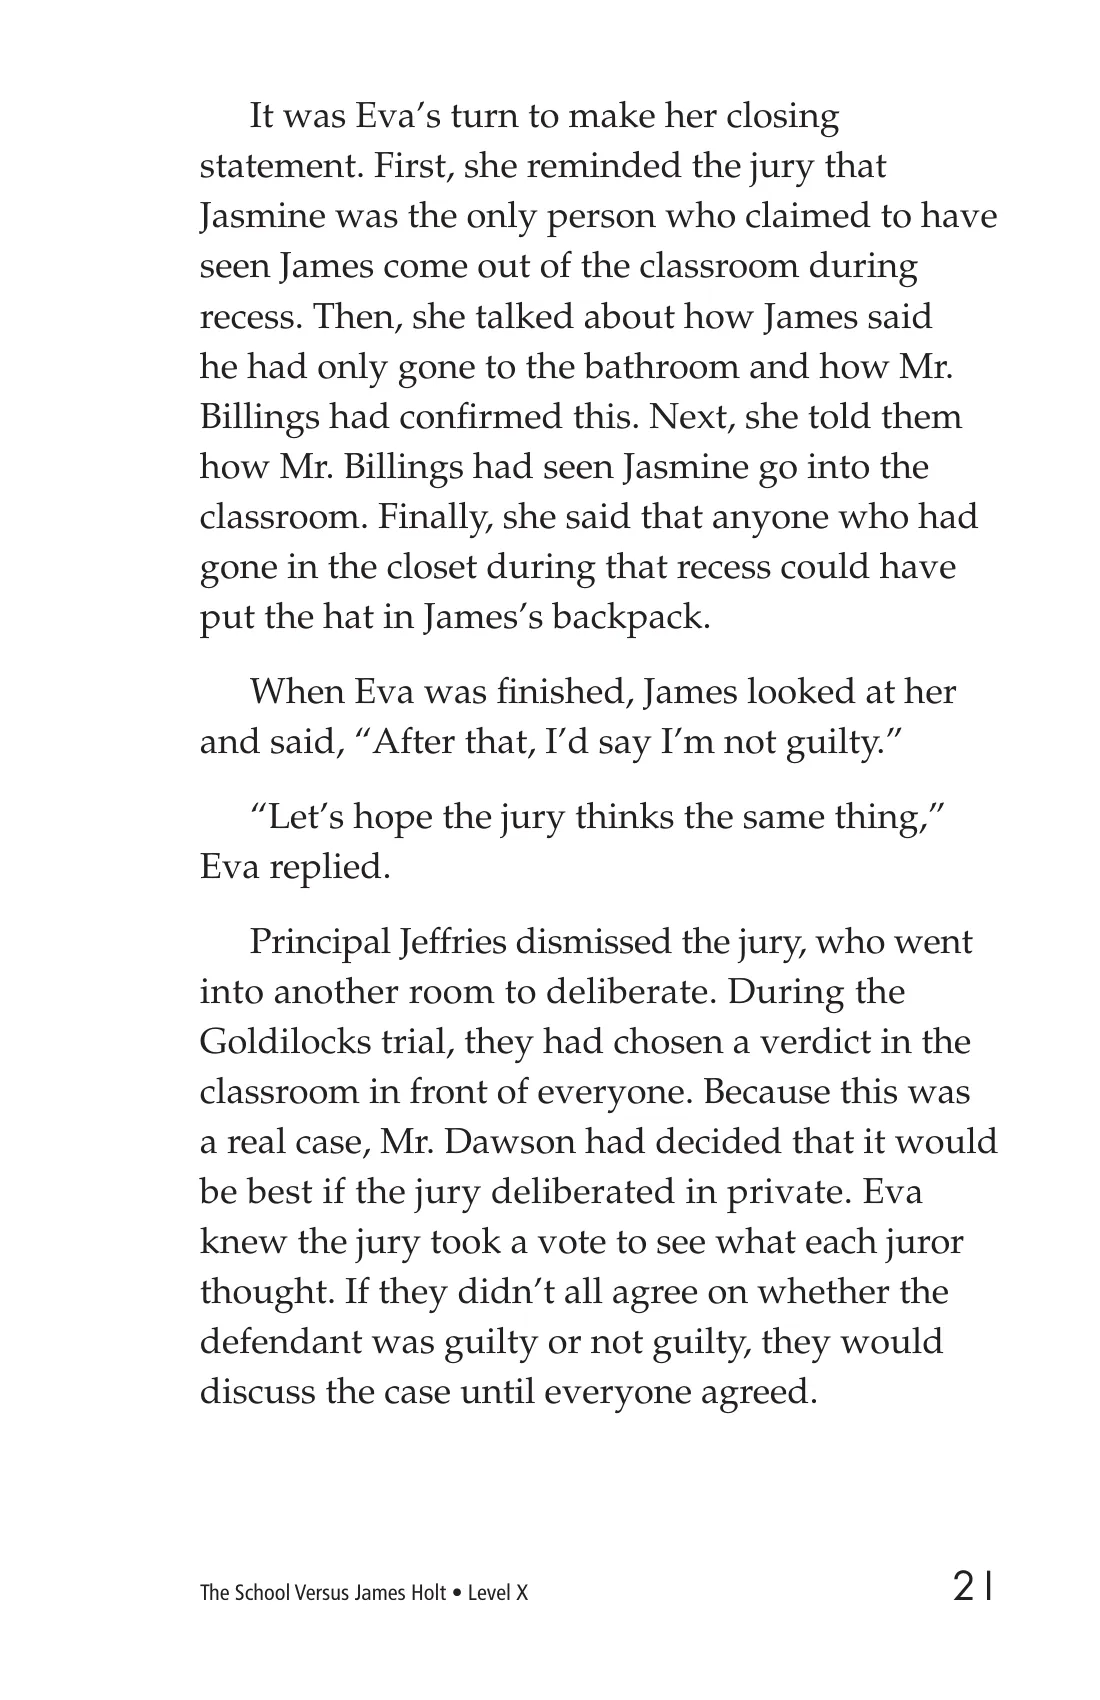 It was Eva’s turn to make her closing
statement. First, she reminded the jury that
Jasmine was the only person who claimed to have
seen James come out of the classroom during
recess. Then, she talked about how James said
he had only gone to the bathroom and how Mr.
Billings had confirmed this. Next, she told them
how Mr. Billings had seen Jasmine go into the
classroom. Finally, she said that anyone who had
gone in the closet during that recess could have
put the hat in James’s backpack.
When Eva was finished, James looked at her
and said, “After that, I’d say I’m not guilty.”
“Let’s hope the jury thinks the same thing,”
Eva replied.
Principal Jeffries dismissed the jury, who went
into another room to deliberate. During the
Goldilocks trial, they had chosen a verdict in the
classroom in front of everyone. Because this was
a real case, Mr. Dawson had decided that it would
be best if the jury deliberated in private. Eva
knew the jury took a vote to see what each juror
thought. If they didn’t all agree on whether the
defendant was guilty or not guilty, they would
discuss the case until everyone agreed.
The School Versus James Holt • Level X
21